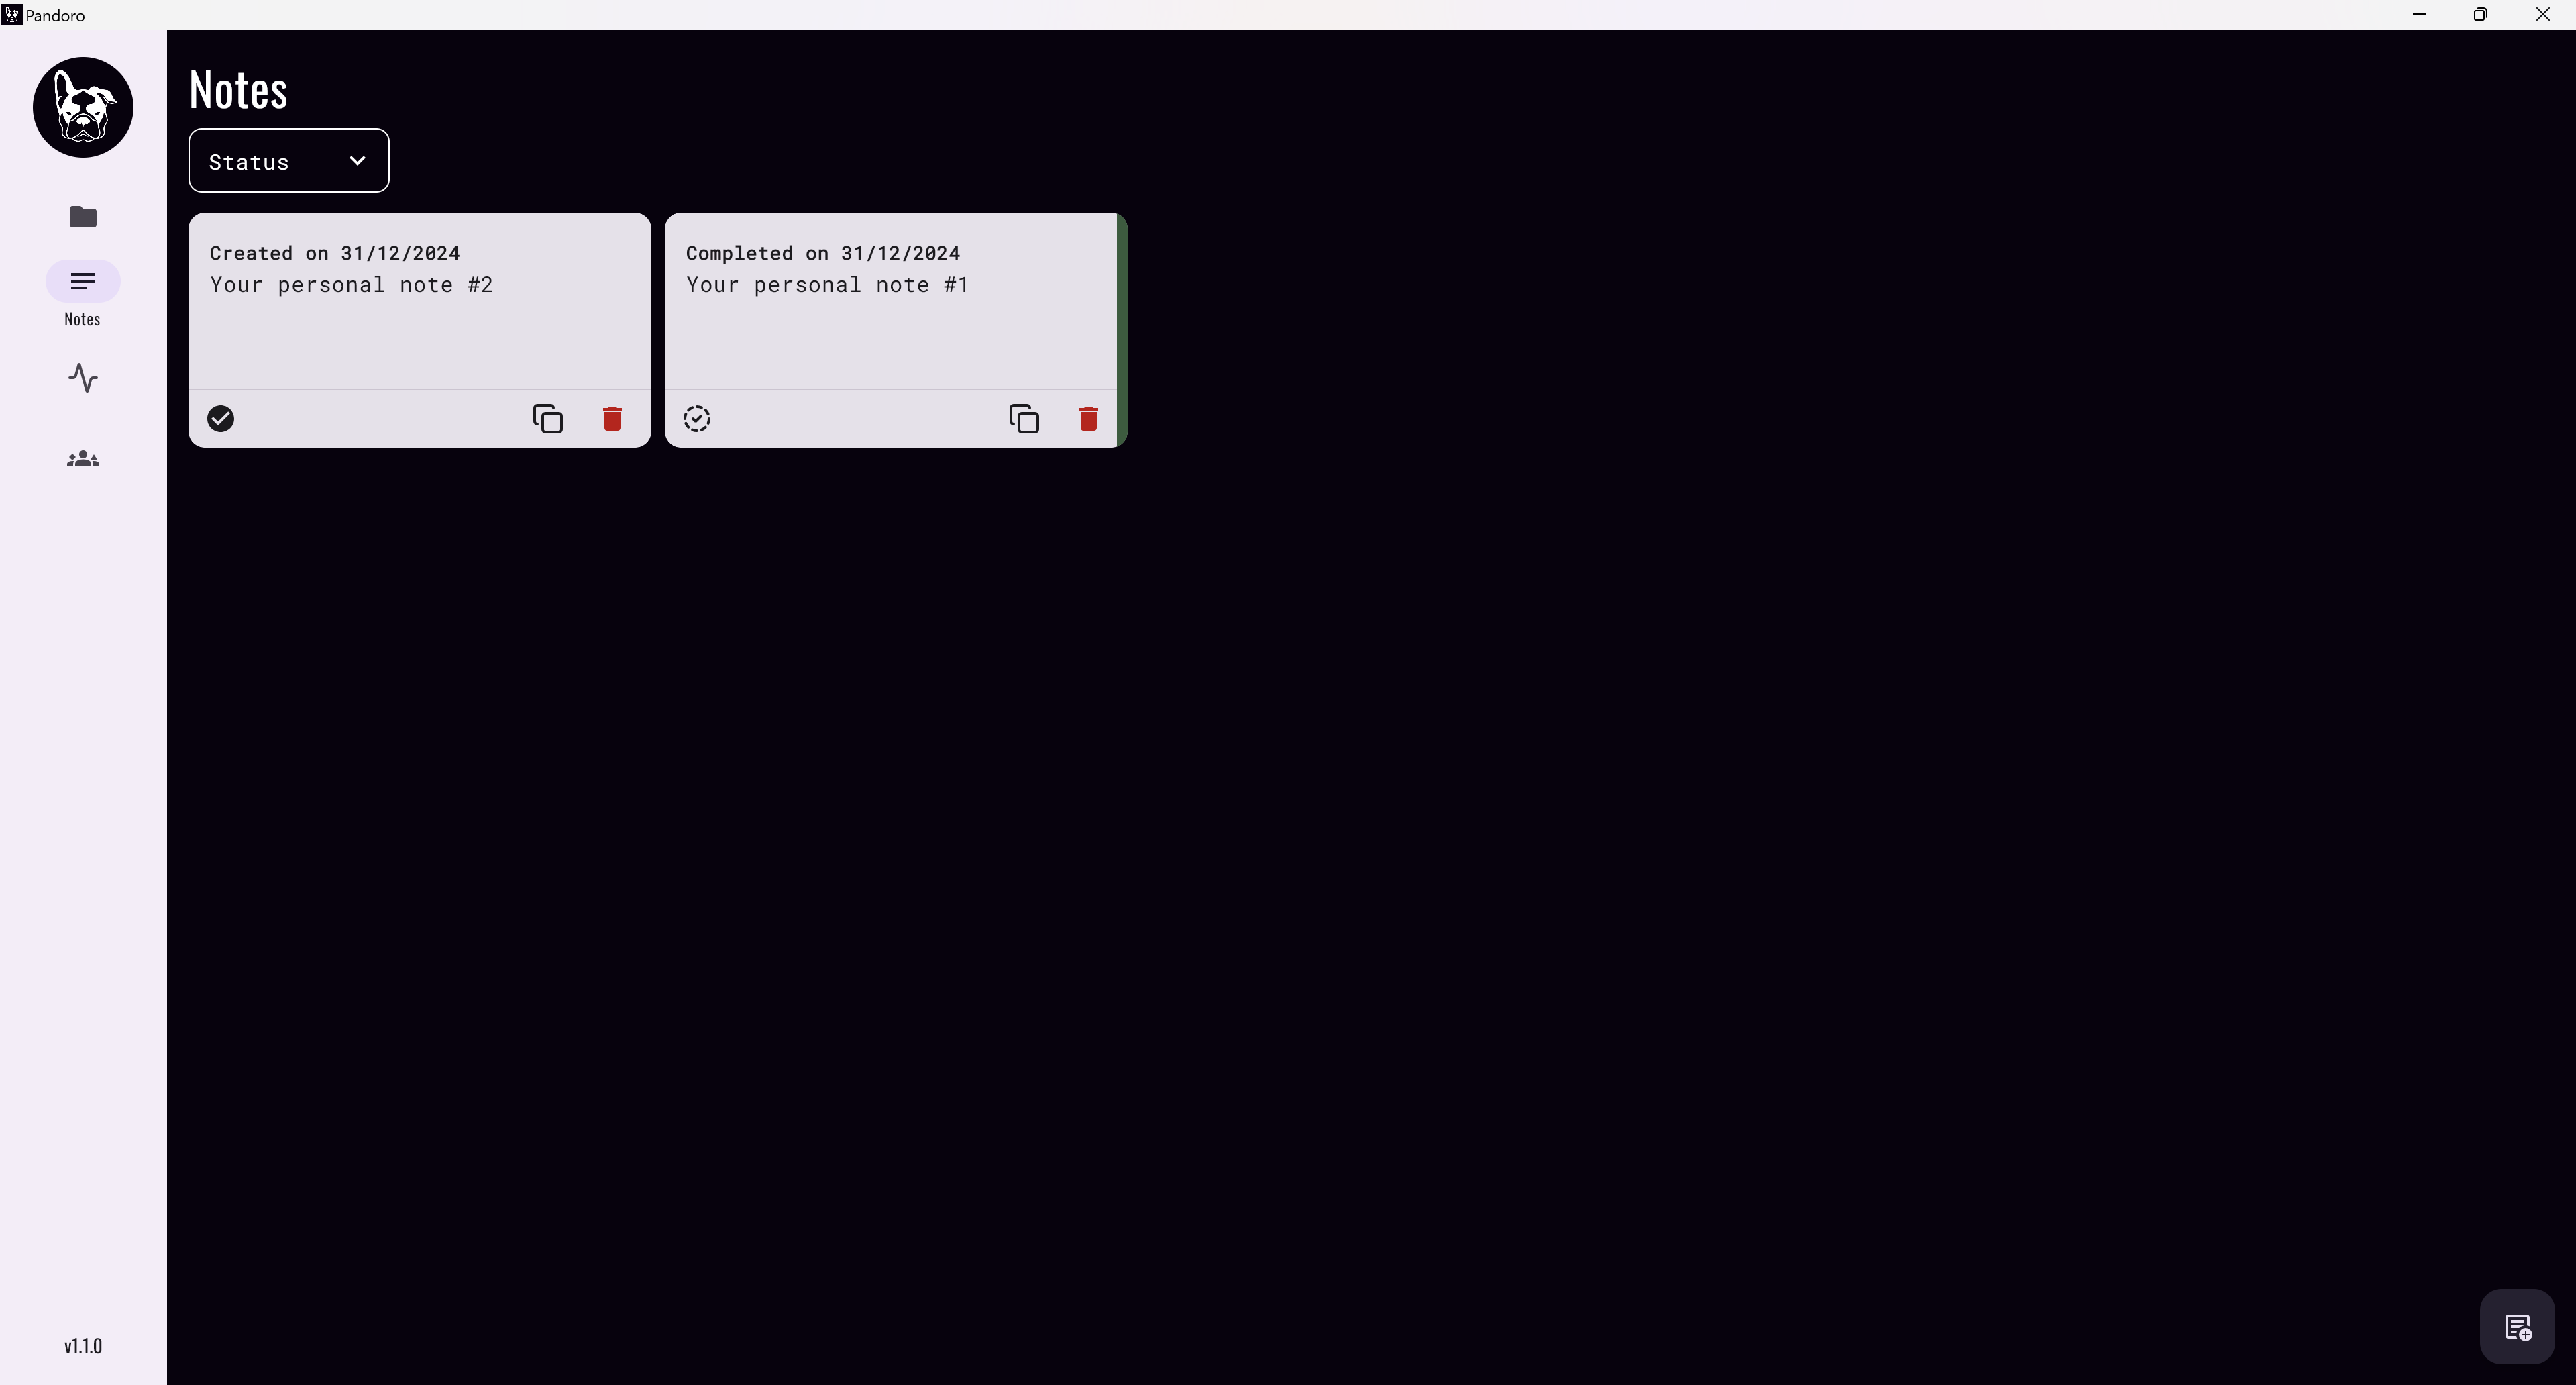 Pandoro
Notes
Status
Created on 31/12/2024
Your personal note #2
Completed on 31/12/2024
Your personal note #1
Notes
v1.1.0